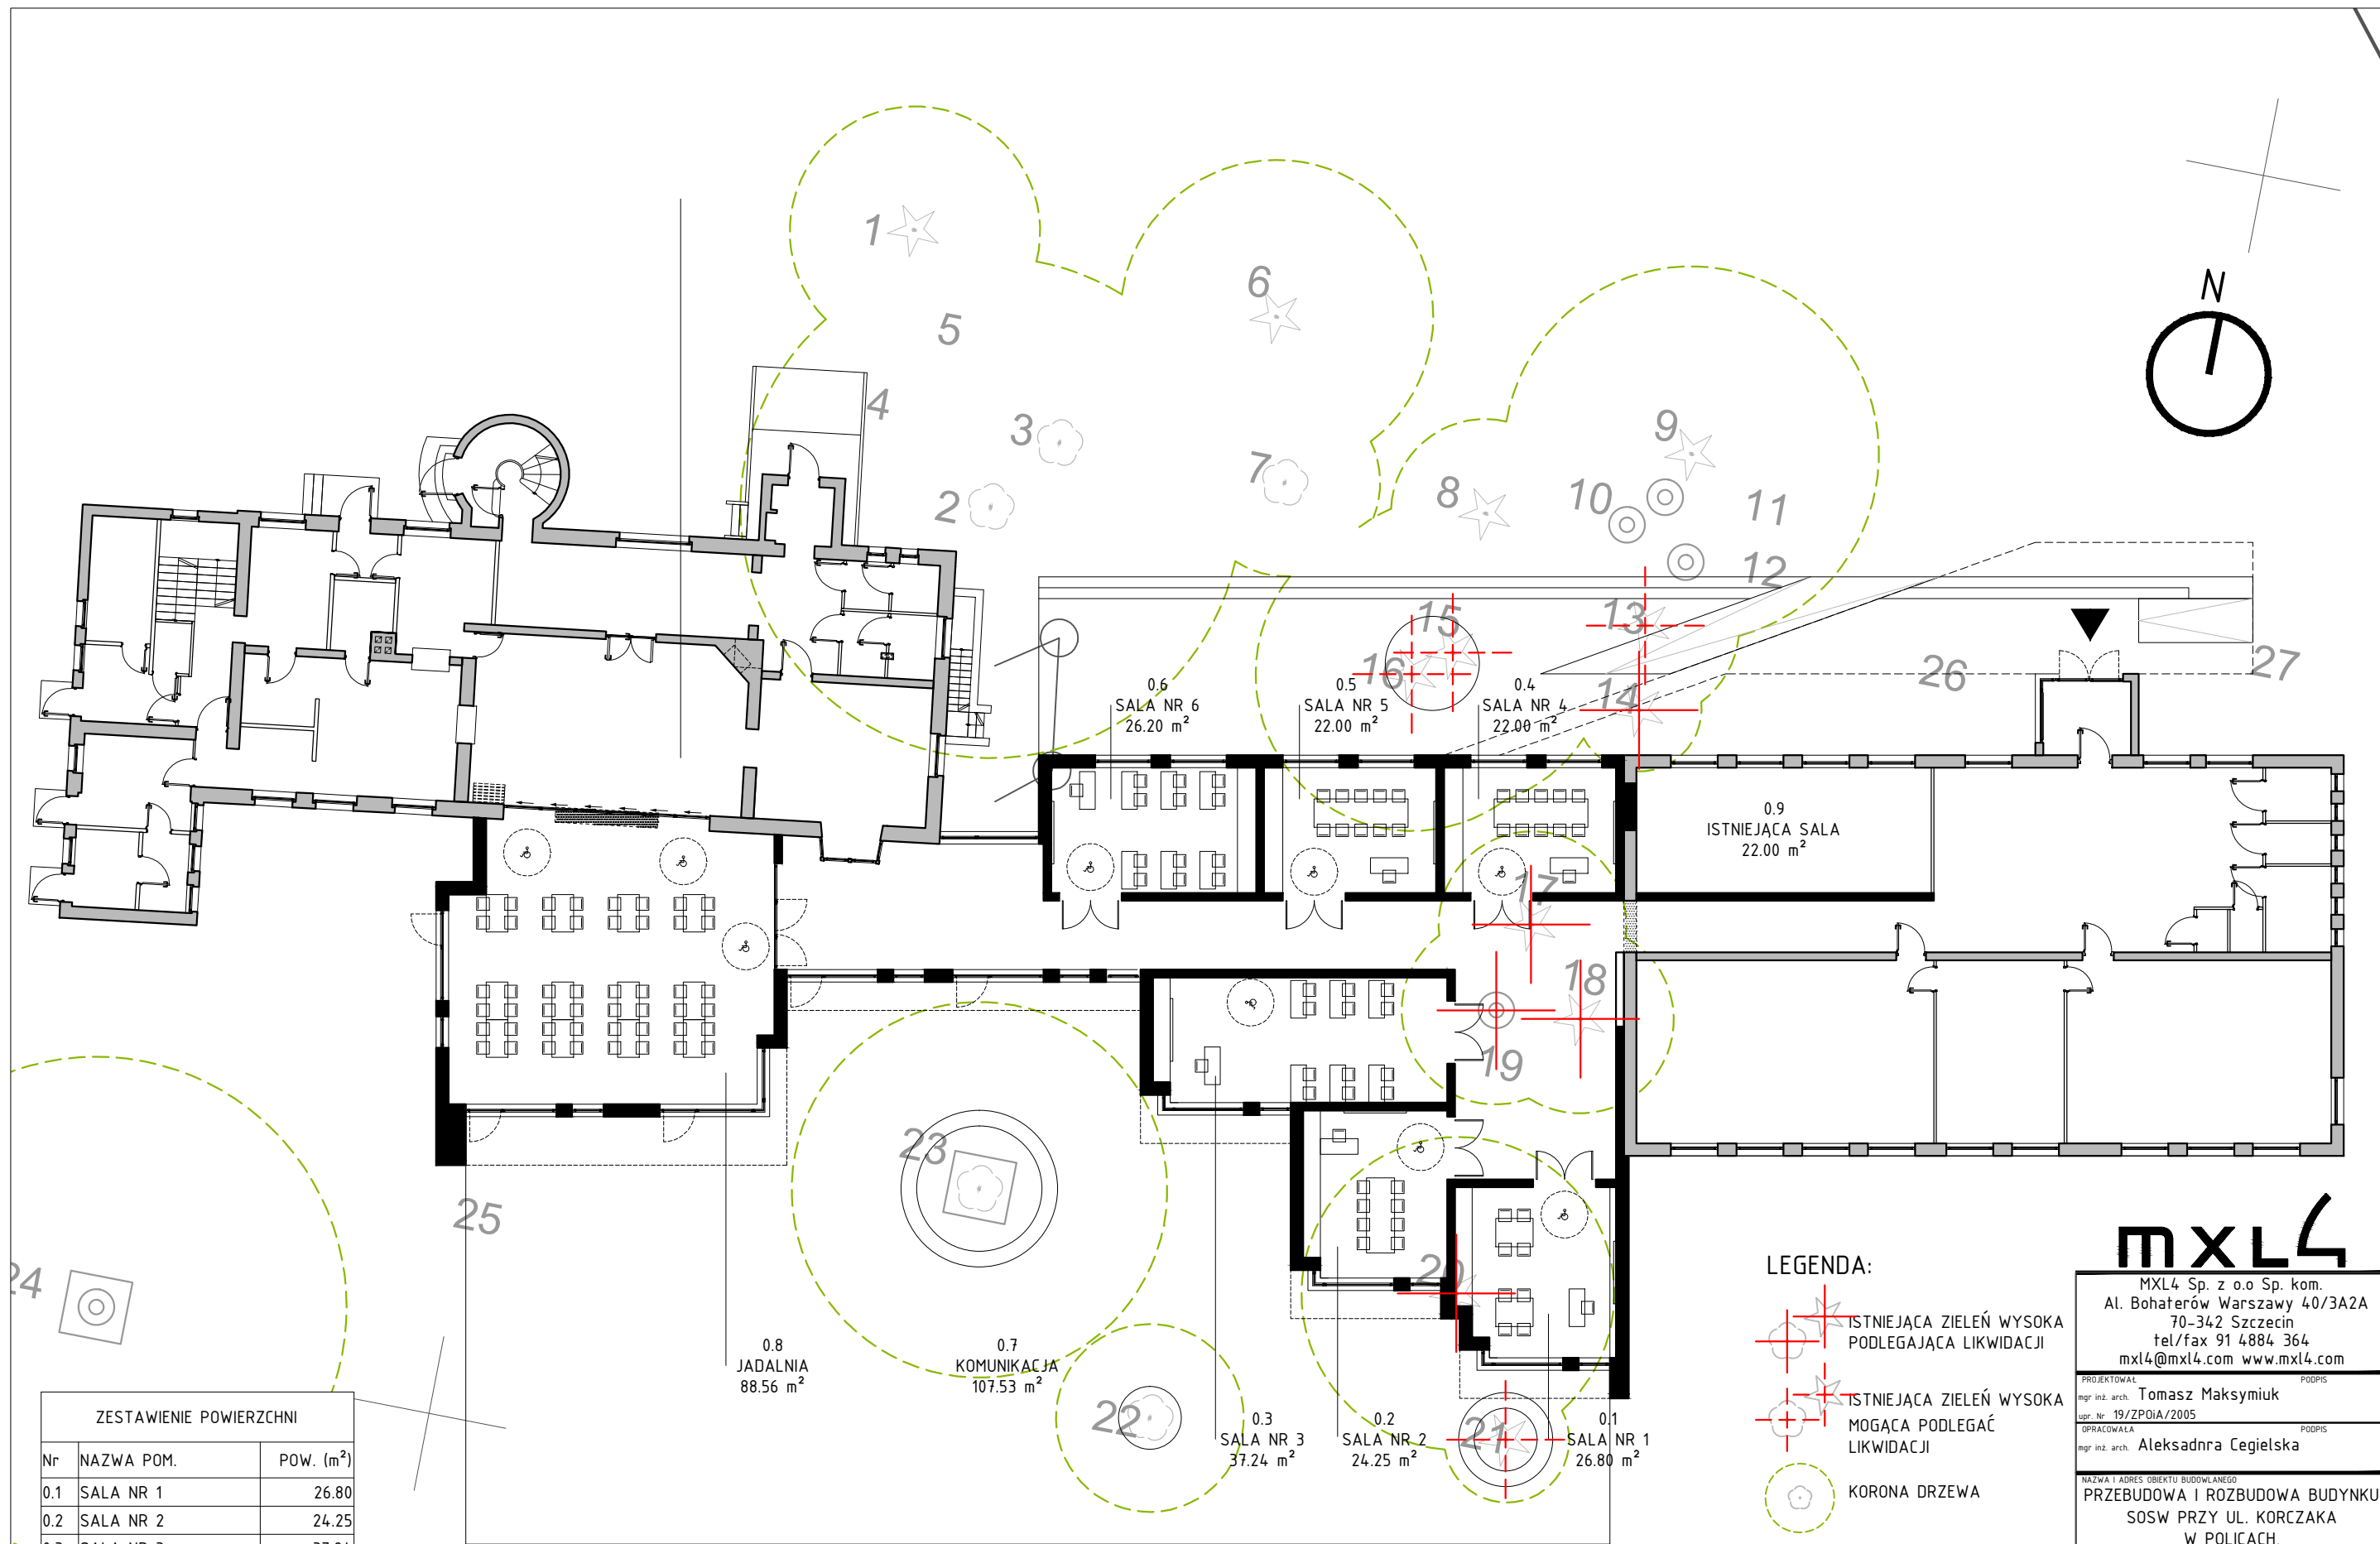 1
6
5
4
3
9
7
2
8
10
11
12
N
15
13
16
14
26
27
0.6
SALA NR 6
26.20 m²
0.5
SALA NR 5
22.00 m²
0.4
SALA NR 4
22.00 m²
0.9
ISTNIEJĄCA SALA
22.00 m²
17
18
19
23
25
24
20
22
21
0.8
JADALNIA
88.56 m²
0.7
KOMUNIKACJA
107.53 m²
0.3
SALA NR 3
37.24 m²
0.2
SALA NR 2
24.25 m²
0.1
SALA NR 1
26.80 m²
ZESTAWIENIE POWIERZCHNI
Nr NAZWA POM. POW. (m²)
0.1 SALA NR 1 26.80
0.2 SALA NR 2 24.25
LEGENDA:
ISTNIEJĄCA ZIELEŃ WYSOKA
PODLEGAJĄCA LIKWIDACJI
ISTNIEJĄCA ZIELEŃ WYSOKA
MOGĄCA PODLEGAĆ
LIKWIDACJI
KORONA DRZEWA
mxl4
MXL4 Sp. z o.o Sp. kom.
Al. Bohaterów Warszawy 40/3A2A
70-342 Szczecin
tel/fax 91 4884 364
mxl4@mxl4.com www.mxl4.com
PROJEKTOWAŁ PODPIS
mgr inż. arch. Tomasz Maksymiuk
upr. Nr 19/ZPOiA/2005
OPRACOWAŁA PODPIS
mgr inż. arch. Aleksadnra Cegielska
NAZWA I ADRES OBIEKTU BUDOWLANEGO
PRZEBUDOWA I ROZBUDOWA BUDYNKU
SOSW PRZY UL. KORCZAKA
W POLICACH.